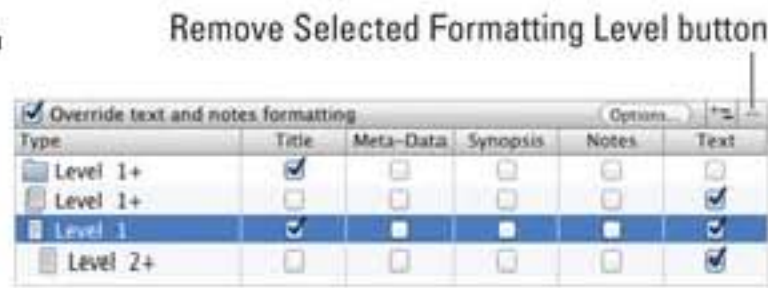 Remove Selected Formatting Level button
Override text and notes formatting Options...
Type Title Meta-Data Synopsis Notes Text
Level 1+
Level 1+
Level 1
Level 2+